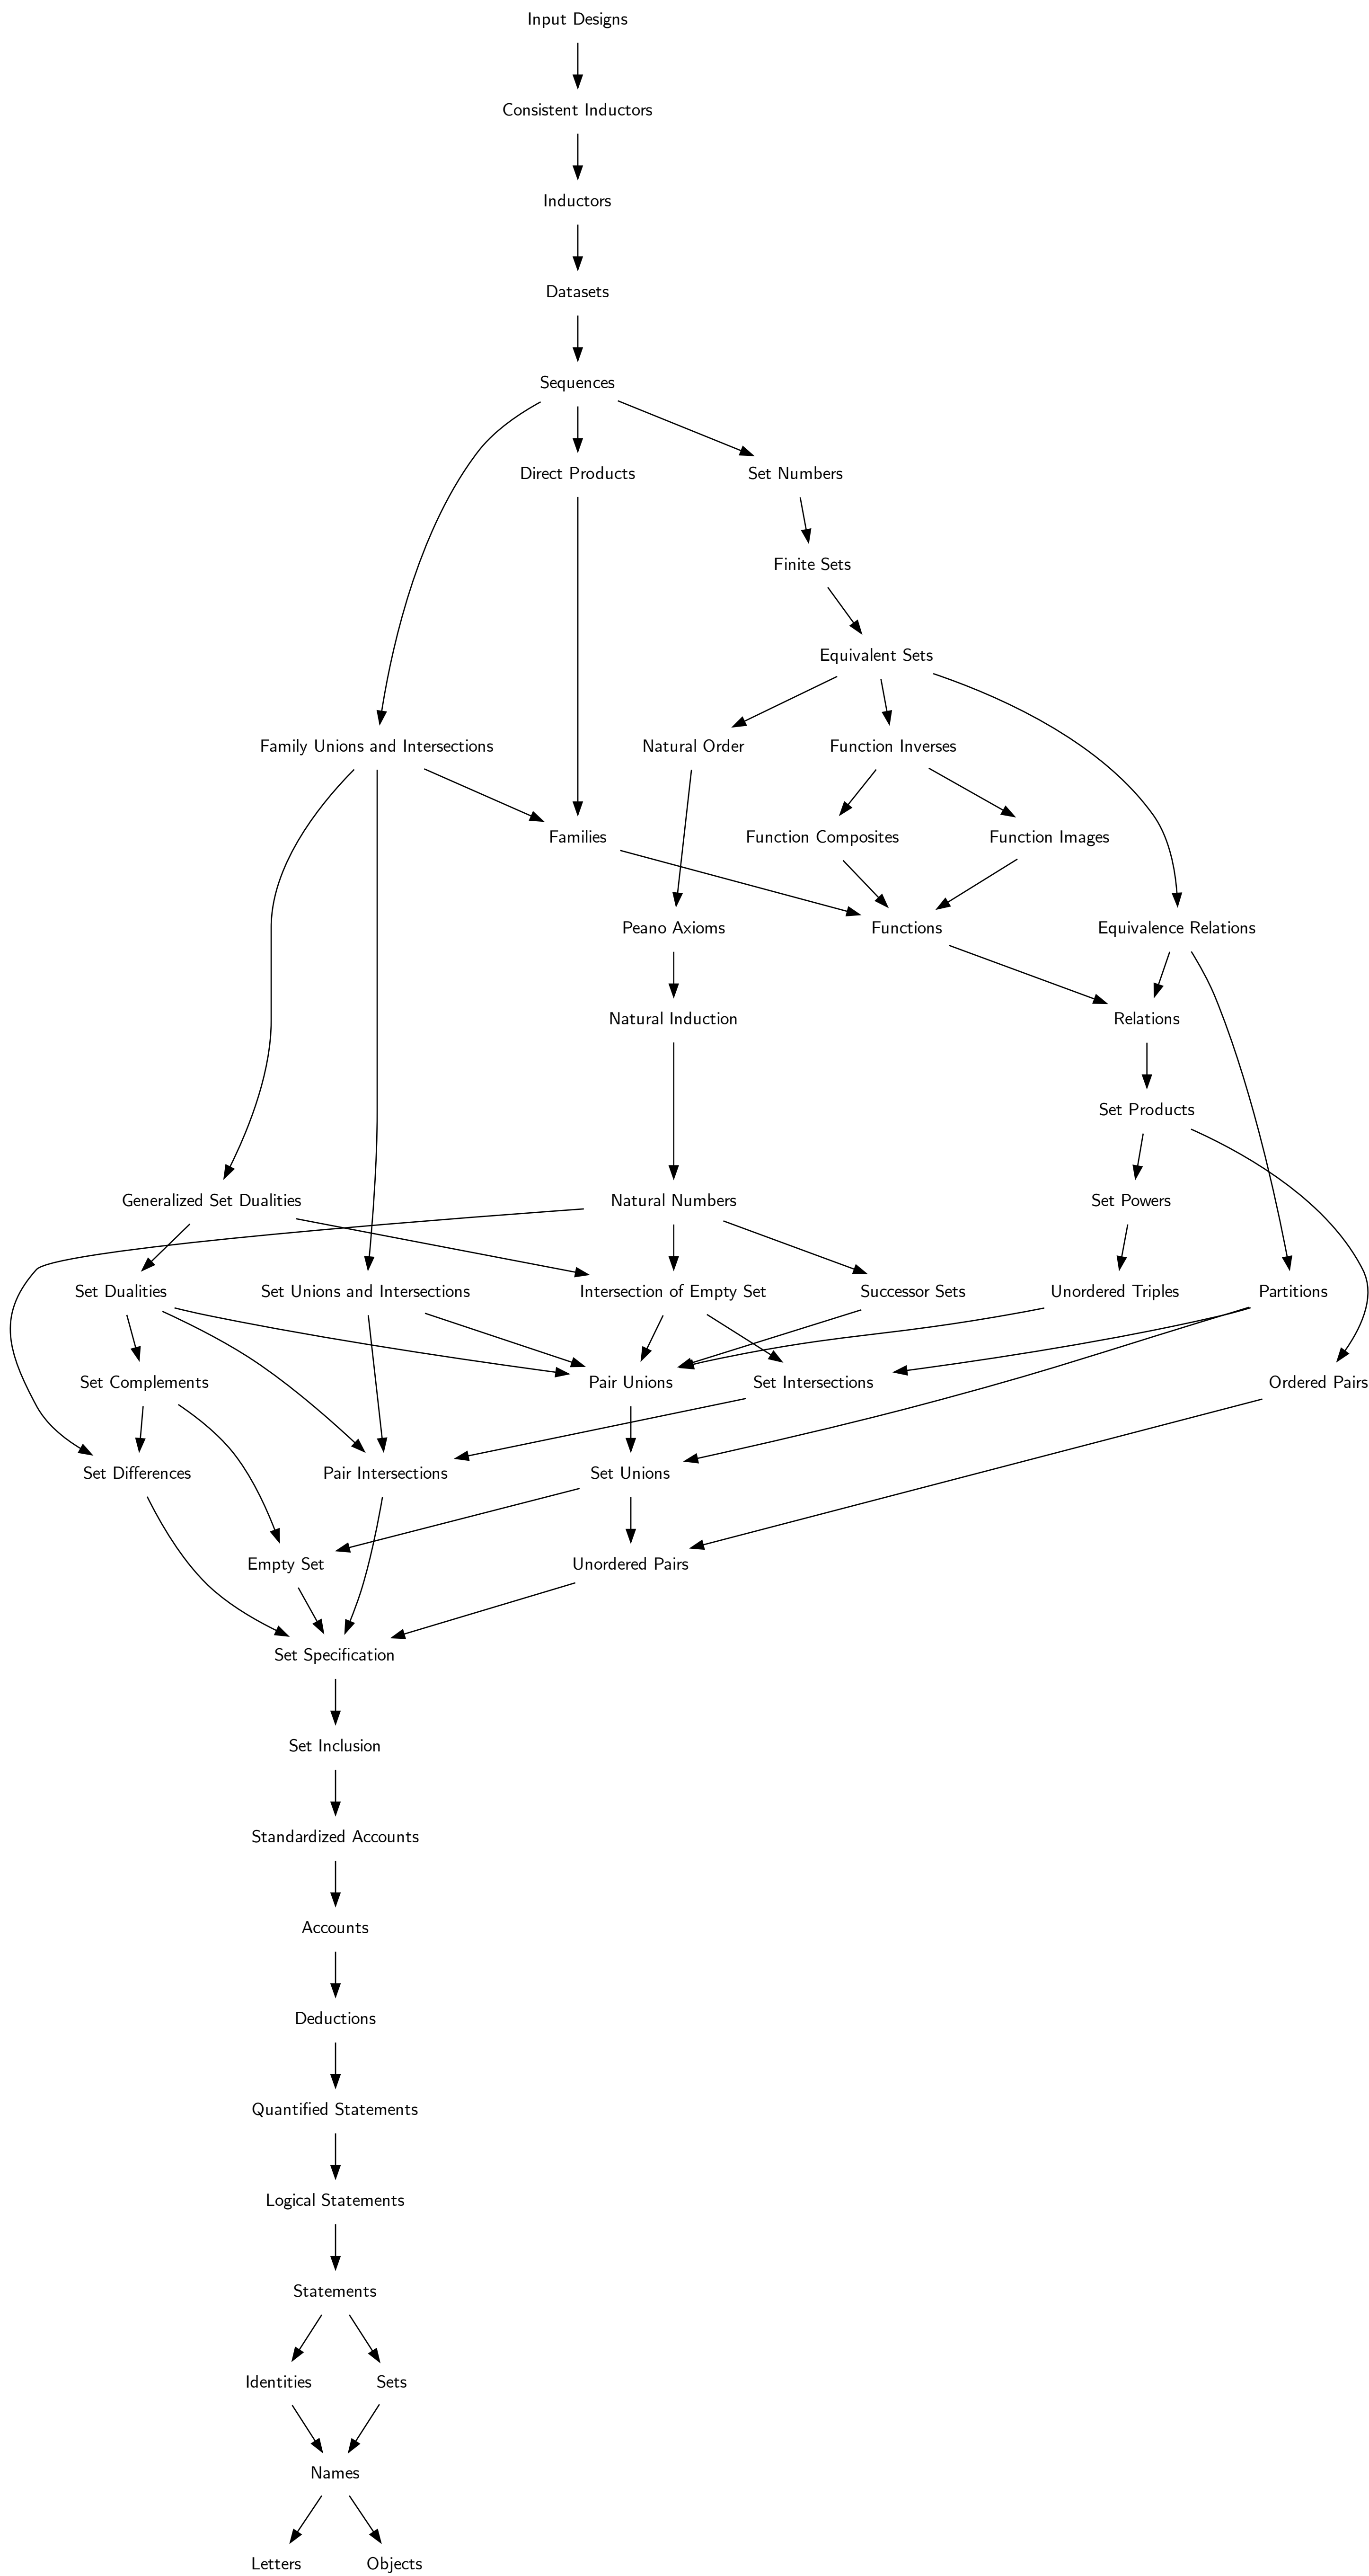 Input Designs
Consistent Inductors
Inductors
Datasets
Sequences
Direct Products
Set Numbers
Finite Sets
Equivalent Sets
Family Unions and Intersections
Natural Order
Function Inverses
Families
Function Composites
Function Images
Peano Axioms
Functions
Equivalence Relations
Natural Induction
Relations
Set Products
Generalized Set Dualities
Natural Numbers
Set Powers
Set Dualities
Set Unions and Intersections
Intersection of Empty Set
Successor Sets
Unordered Triples
Partitions
Set Complements
Pair Unions
Set Intersections
Ordered Pairs
Set Differences
Pair Intersections
Set Unions
Empty Set
Unordered Pairs
Set Specification
Set Inclusion
Standardized Accounts
Accounts
Deductions
Quantified Statements
Logical Statements
Statements
Identities
Sets
Names
Letters
Objects